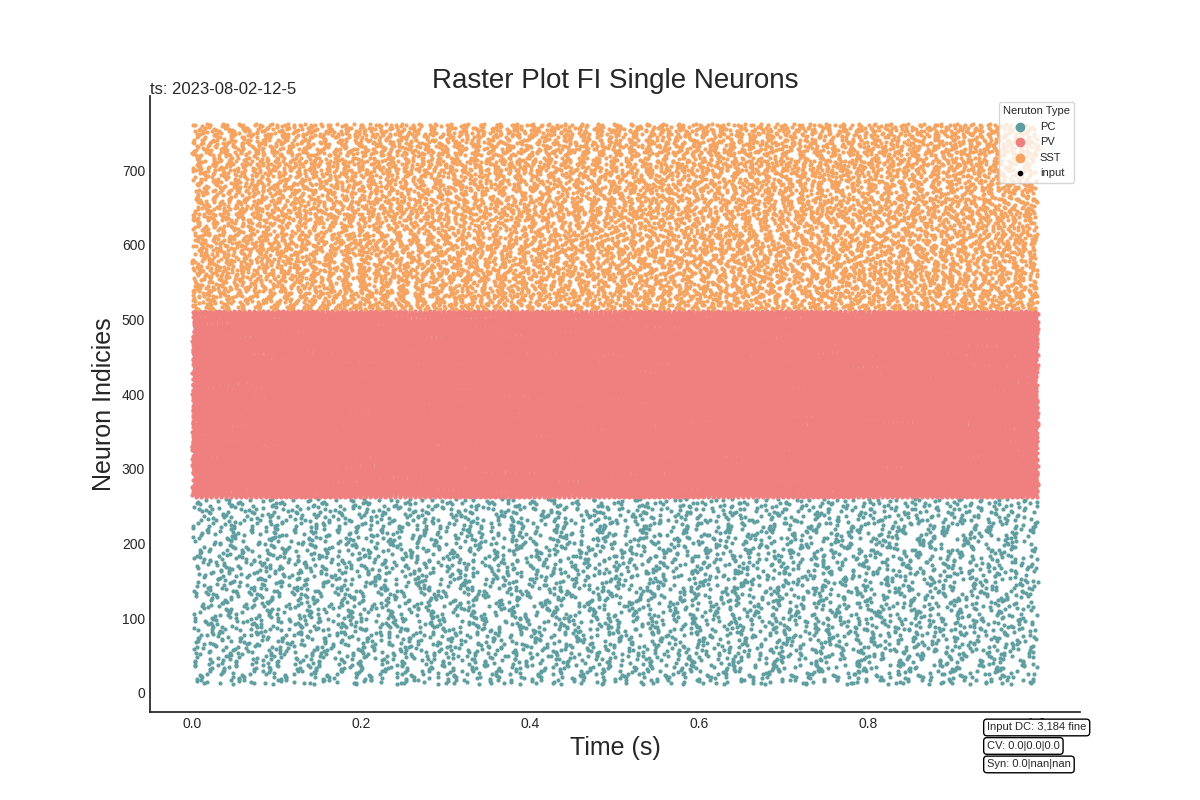 Raster Plot FI Single Neurons
ts: 2023-08-02-12-5
Neruton Type
PC
PV
SST
input
Neuron Indicies
700
600
500
400
300
200
100
0
0.0 0.2 0.4 0.6 0.8
Time (s)
Input DC: 3,184 fine
CV: 0.0|0.0|0.0
Syn: 0.0|nan|nan